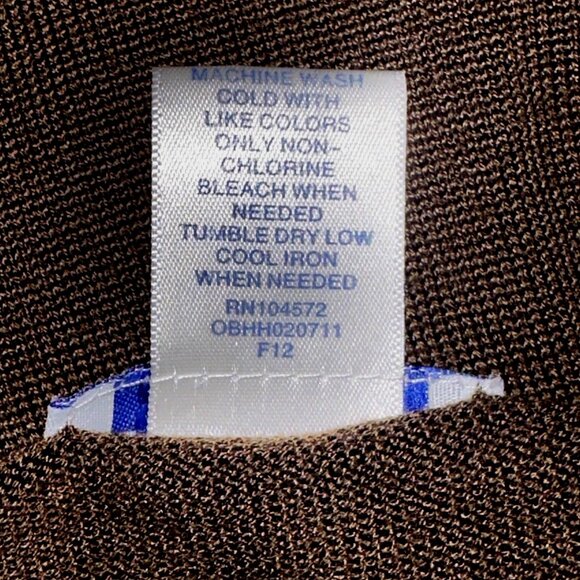 MACHINE WASH
COLD WITH
LIKE COLORS
ONLY NON-
CHLORINE
BLEACH WHEN
NEEDED
TUMBLE DRY LOW
COOL IRON
WHEN NEEDED
RN104572
OBHH020711
F12